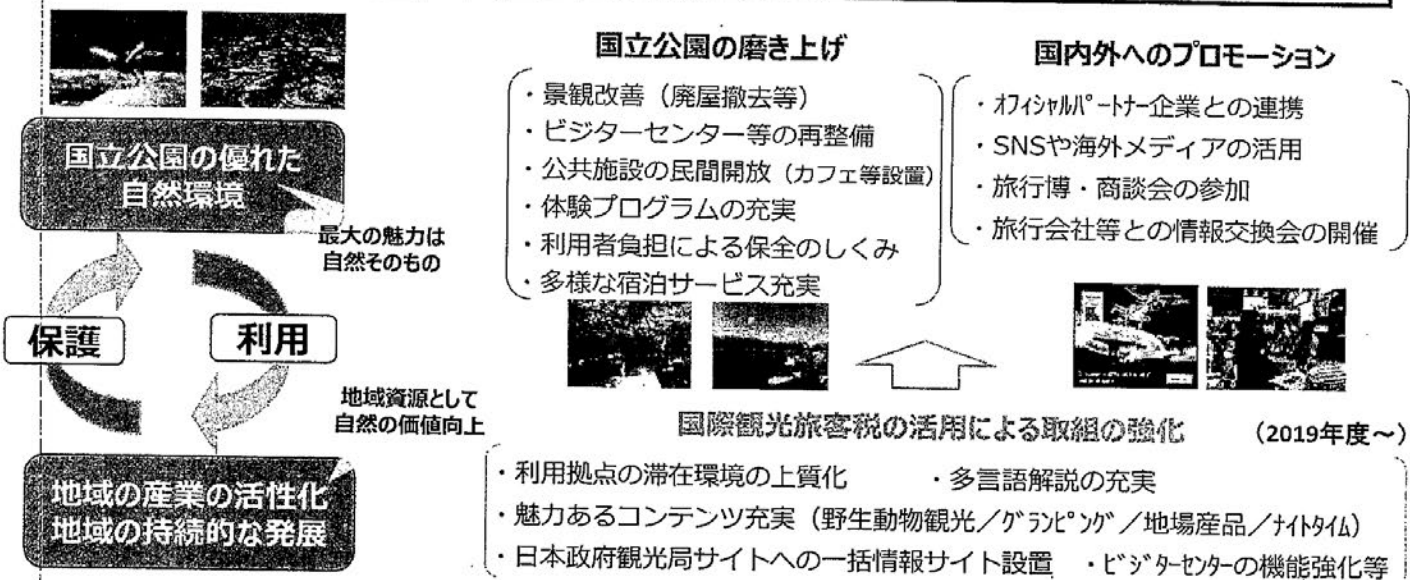 国立公園の優れた
自然環境
最大の魅力は
自然そのもの
保護
利用
地域資源として
自然の価値向上
地域の産業の活性化
地域の持続的な発展
国立公園の磨き上げ
・景観改善（廃屋撤去等）
・ビジターセンター等の再整備
・公共施設の民間開放（カフェ等設置）
・体験プログラムの充実
・利用者負担による保全のしくみ
・多様な宿泊サービス充実
国内外へのプロモーション
・ｵﾌｨｼｬﾙﾊﾟｰﾄﾅｰ企業との連携
・SNSや海外メディアの活用
・旅行博・商談会の参加
・旅行会社等との情報交換会の開催
国際観光旅客税の活用による取組の強化　（2019年度～）
・利用拠点の滞在環境の上質化　・多言語解説の充実
・魅力あるコンテンツ充実（野生動物観光／ｸﾞﾗﾝﾋﾟﾝｸﾞ／地場産品／ﾅｲﾄﾀｲﾑ）
・日本政府観光局サイトへの一括情報サイト設置　・ﾋﾞｼﾞﾀｰｾﾝﾀｰの機能強化等